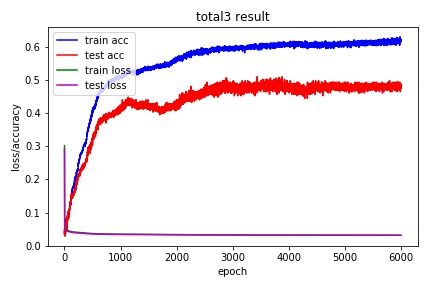 total3 result
train acc
test acc
train loss
test loss
loss/accuracy
0.6
0.5
0.4
0.3
0.2
0.1
0.0
0
1000
2000
3000
4000
5000
6000
epoch